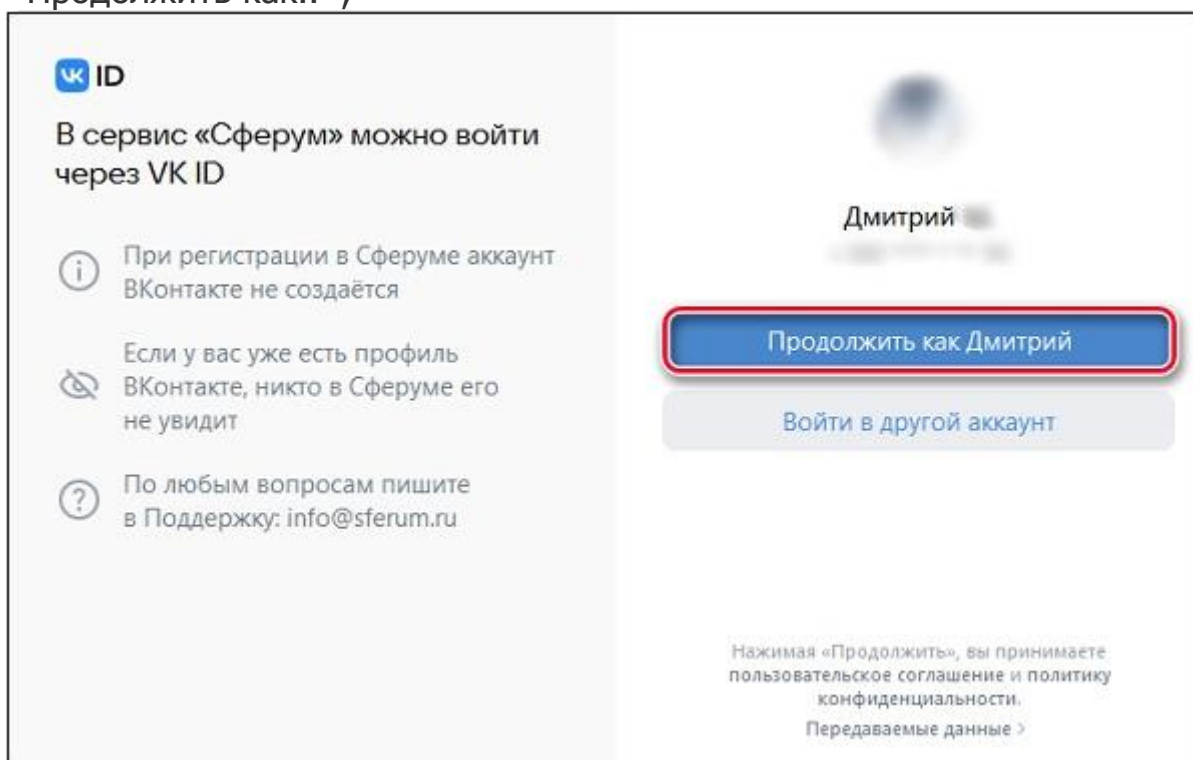 Продолжить как.."
VK ID
В сервис «Сферум» можно войти
через VK ID
При регистрации в Сферуме аккаунт
ВКонтакте не создаётся
Если у вас уже есть профиль
ВКонтакте, никто в Сферуме его
не увидит
По любым вопросам пишите
в Поддержку: info@sferum.ru
Дмитрий
Продолжить как Дмитрий
Войти в другой аккаунт
Нажимая «Продолжить», вы принимаете
пользовательское соглашение и политику
конфиденциальности.
Передаваемые данные >